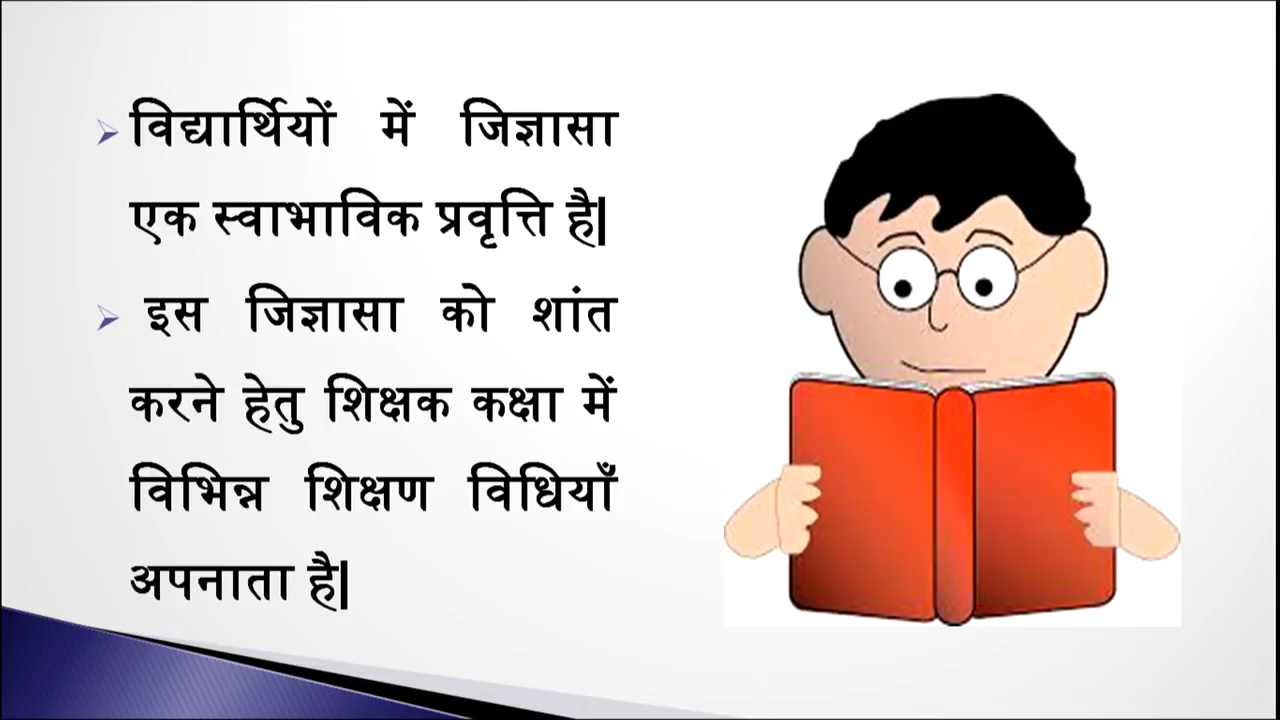 विद्यार्थियों में जिज्ञासा
एक स्वाभाविक प्रवृत्ति है|
इस जिज्ञासा को शांत
करने हेतु शिक्षक कक्षा में
विभिन्न शिक्षण विधियाँ
अपनाता है|